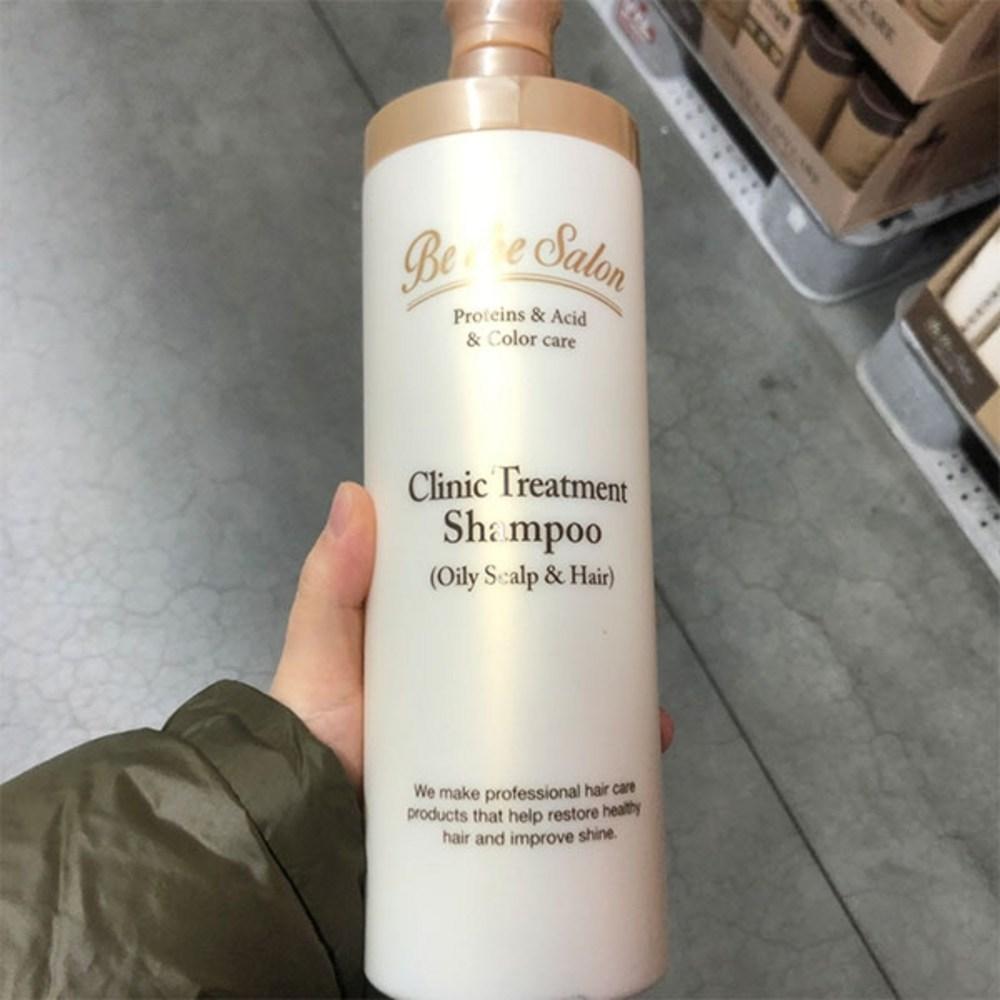 Be the Salon
Proteins & Acid
& Color care
Clinic Treatment
Shampoo
(Oily Scalp & Hair)
We make professional hair care
products that help restore healthy
hair and improve shine.
CARE